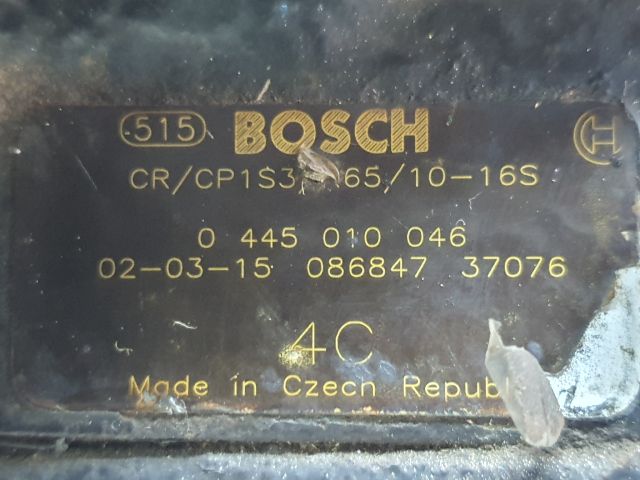 515 BOSCH
CR/CP1S3 65/10-16S
0 445 010 046
02-03-15 086847 37076
4C
Made in Czech